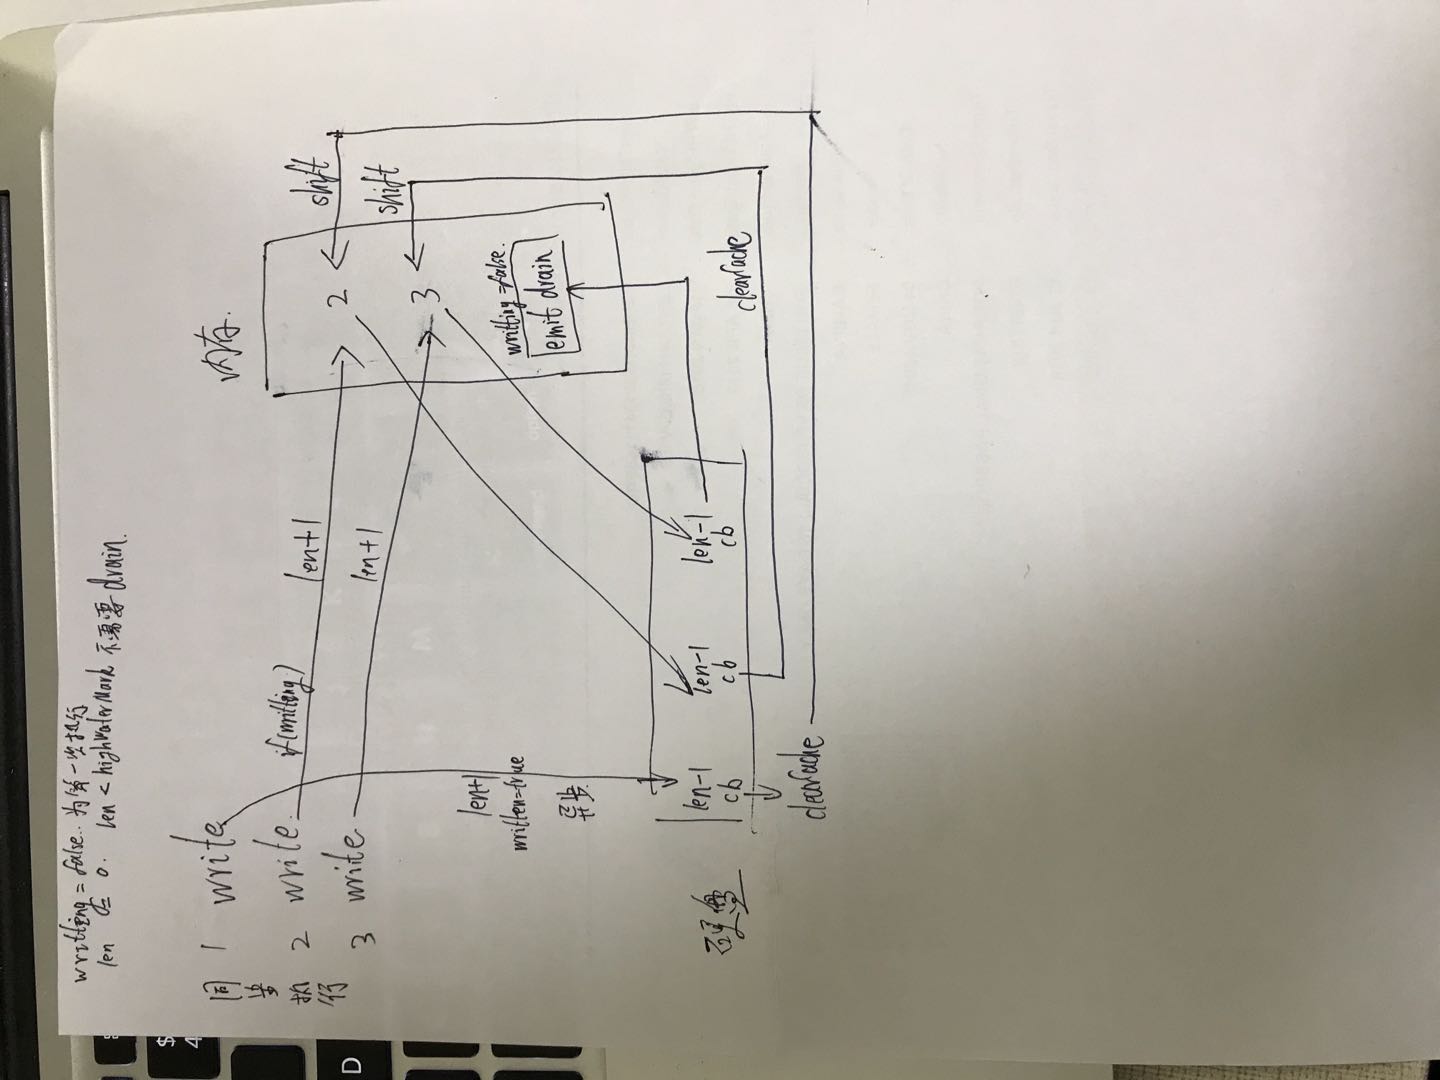 writting = false.. 为第一次执行
len = 0. len < highWaterMark 不需要 drain.
同步执行
1 write
2 write
3 write
if(writting)
len+1
len+1
内存.
2
3
shift
shift
len+1
written=true
异步
writting=false.
emit drain
硬盘
len-1
cb
len-1
cb
len-1
cb
clearCache
clearCache
$
4
D